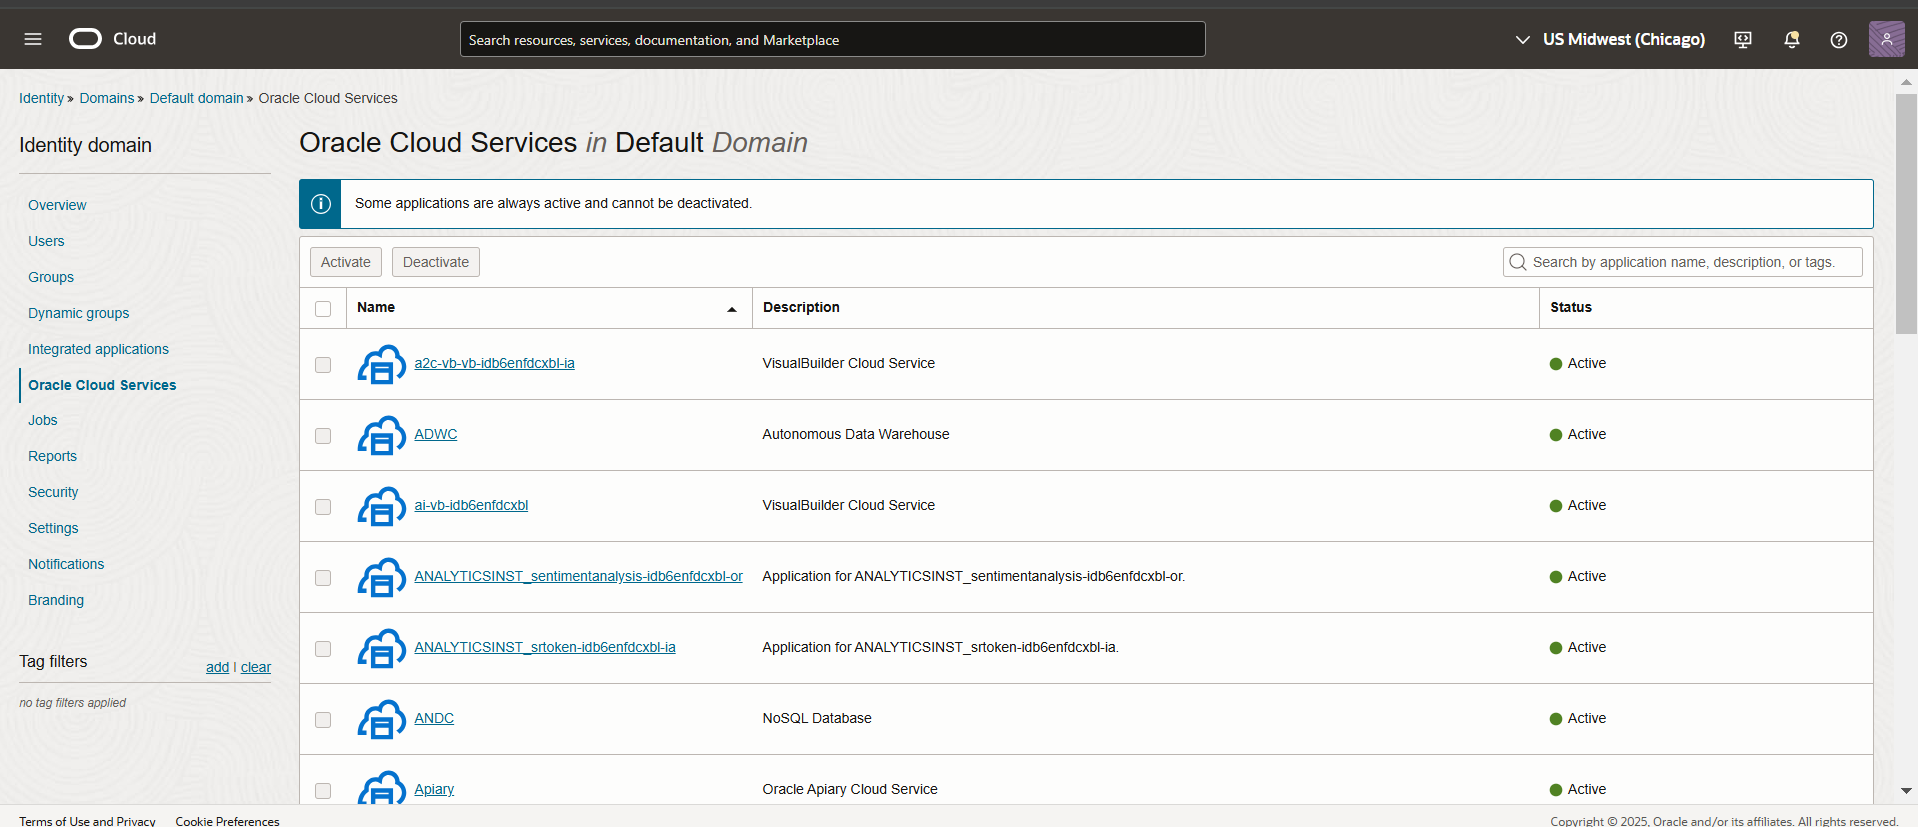 Cloud
Search resources, services, documentation, and Marketplace
US Midwest (Chicago)
Identity » Domains » Default domain » Oracle Cloud Services
Identity domain
Overview
Users
Groups
Dynamic groups
Integrated applications
Oracle Cloud Services
Jobs
Reports
Security
Settings
Notifications
Branding
Tag filters
add | clear
no tag filters applied
Oracle Cloud Services in Default Domain
Some applications are always active and cannot be deactivated.
Activate Deactivate
Search by application name, description, or tags.
Name Description Status
a2c-vb-vb-idb6enfdcxbl-ia VisualBuilder Cloud Service Active
ADWC Autonomous Data Warehouse Active
ai-vb-idb6enfdcxbl VisualBuilder Cloud Service Active
ANALYTICSINST_sentimentanalysis-idb6enfdcxbl-or Application for ANALYTICSINST_sentimentanalysis-idb6enfdcxbl-or. Active
ANALYTICSINST_srtoken-idb6enfdcxbl-ia Application for ANALYTICSINST_srtoken-idb6enfdcxbl-ia. Active
ANDC NoSQL Database Active
Apiary Oracle Apiary Cloud Service Active
Terms of Use and Privacy Cookie Preferences
Copyright © 2025, Oracle and/or its affiliates. All rights reserved.